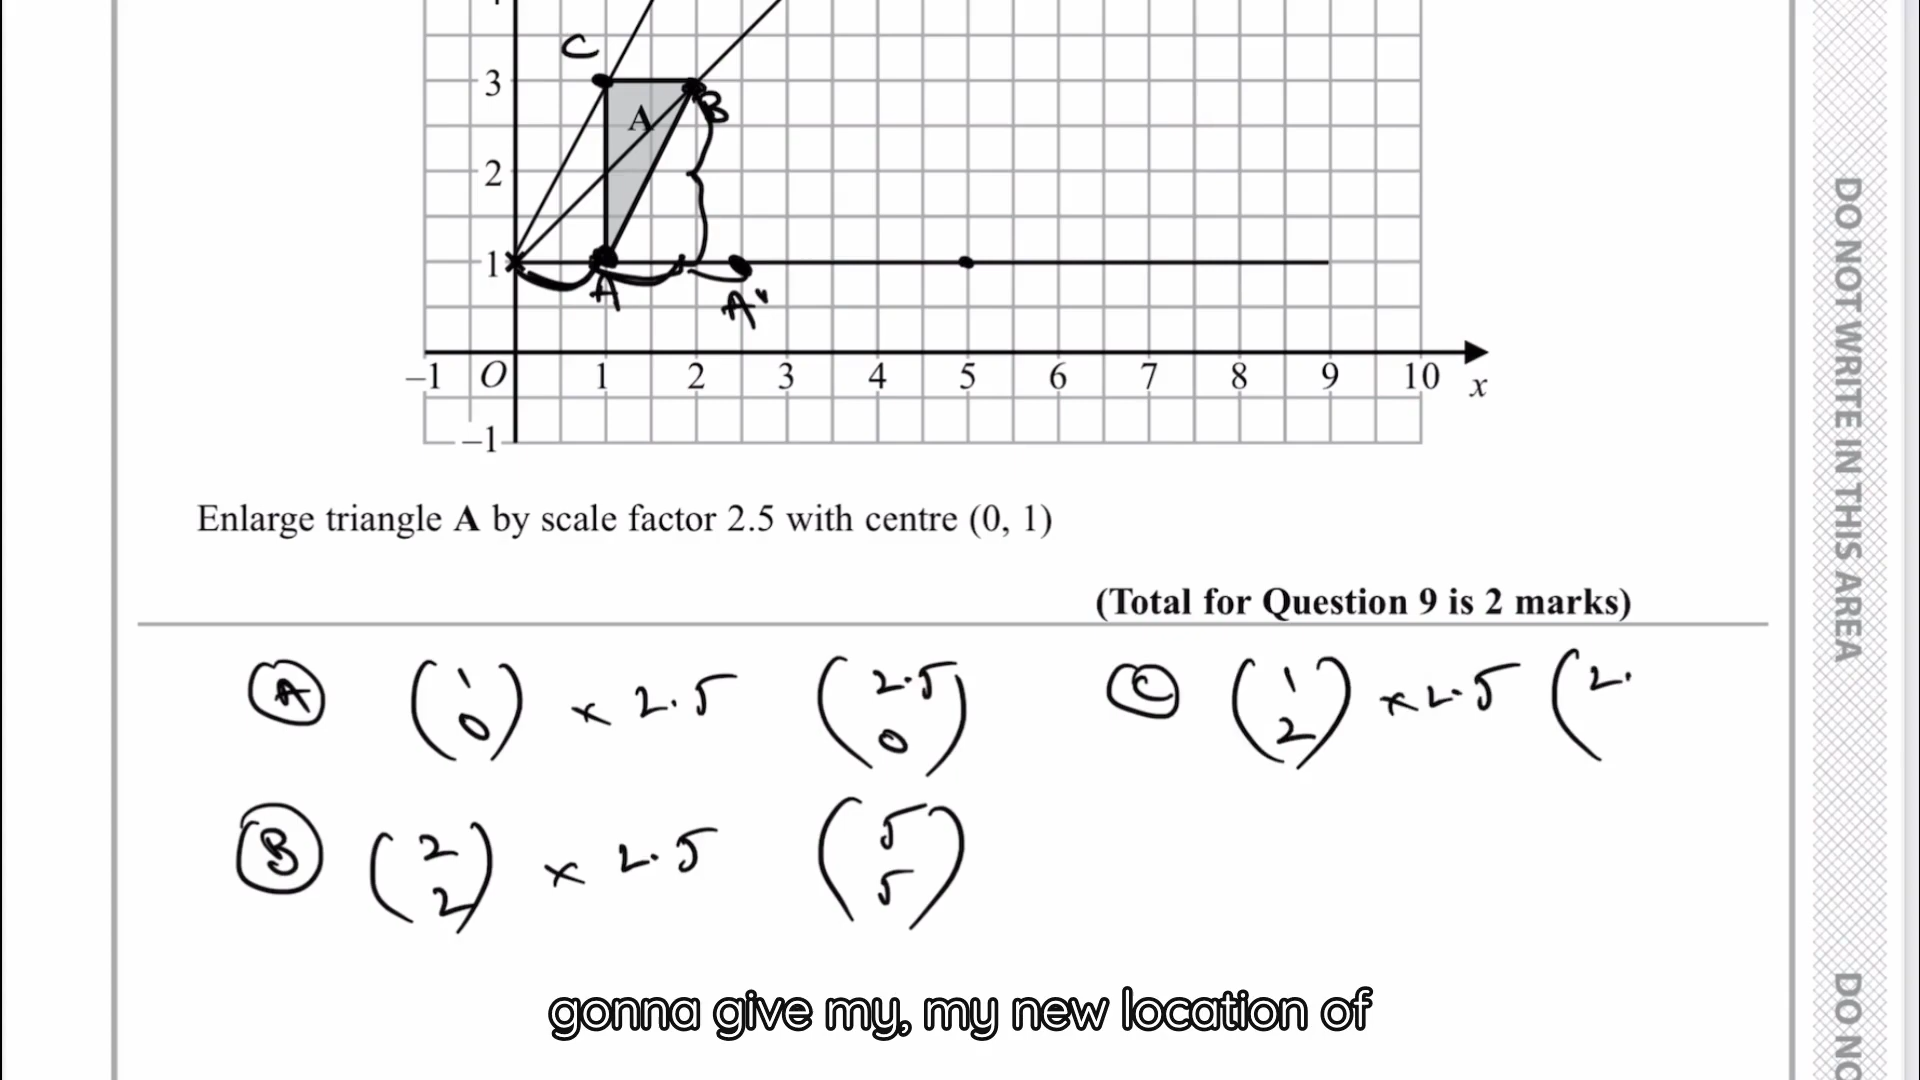 C
3
A
B
2
1
A
A"
–1 O 1 2 3 4 5 6 7 8 9 10 x
–1
Enlarge triangle A by scale factor 2.5 with centre (0, 1)
(Total for Question 9 is 2 marks)
A (1 0) × 2.5 (2.5 0) C (1 2) × 2.5 (2.
B (2 2) × 2.5 (5 5)
gonna give my, my new location of
DO NOT WRITE IN THIS AREA
DO NO